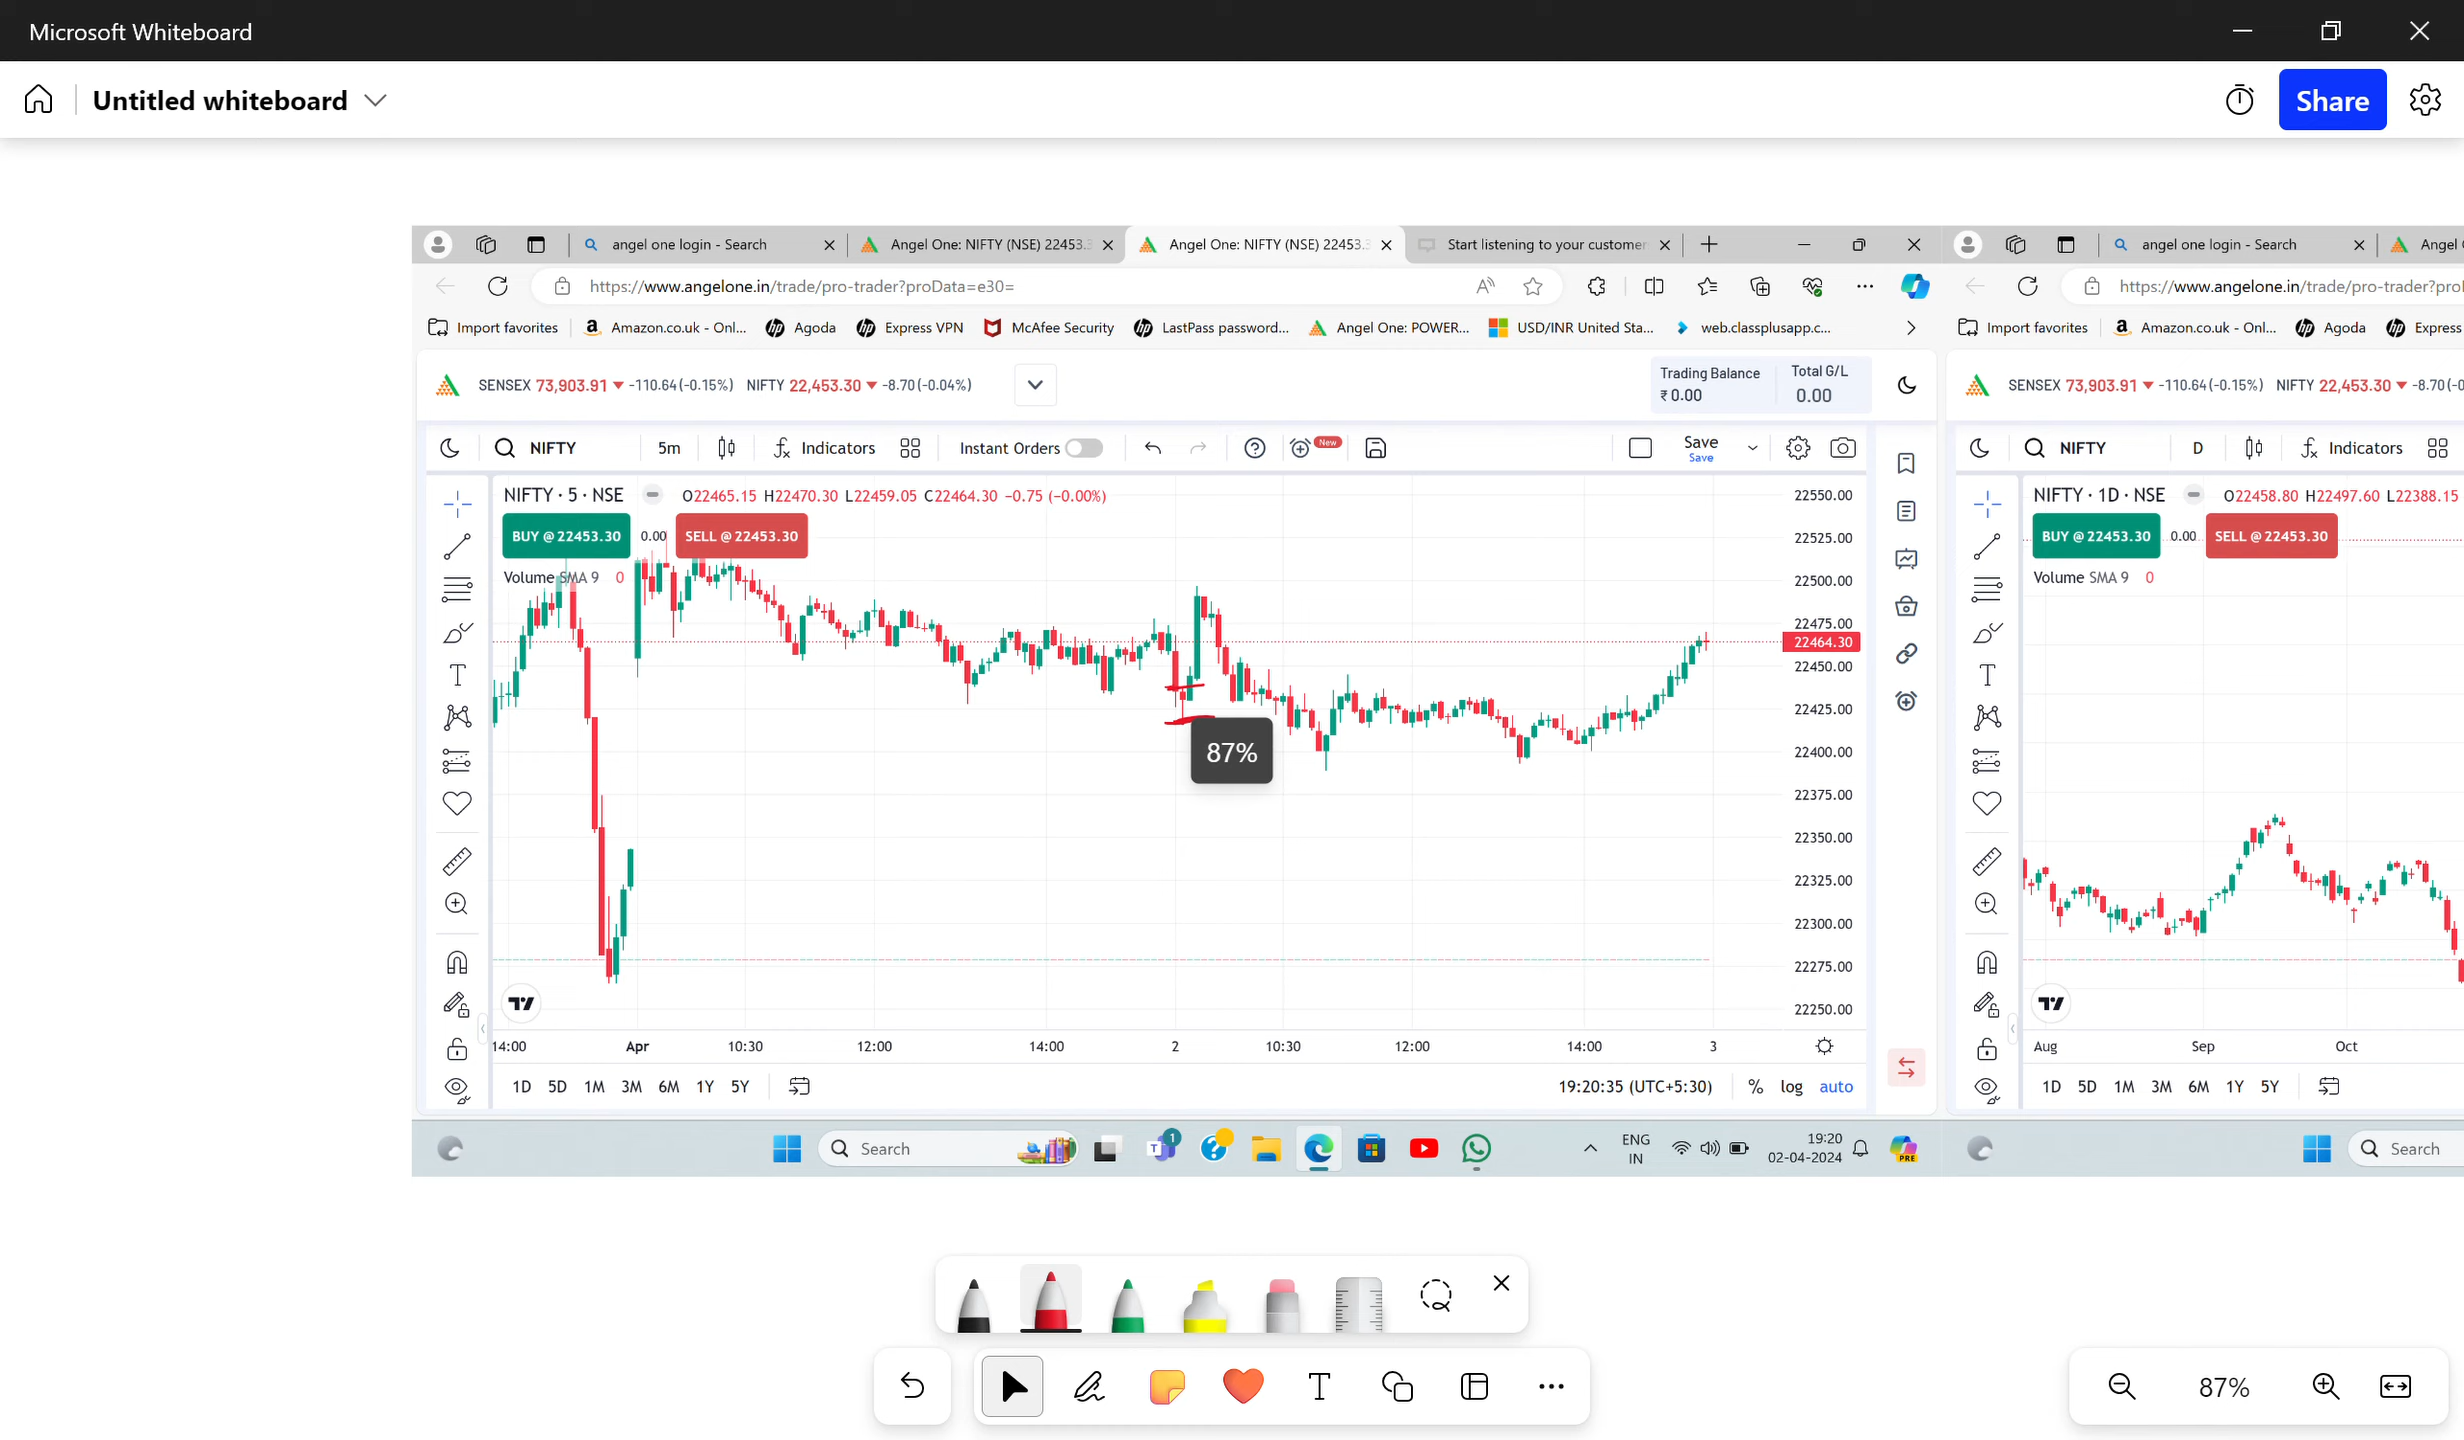 Microsoft Whiteboard
Untitled whiteboard
Share
angel one login - Search
Angel One: NIFTY (NSE) 22453.3
Angel One: NIFTY (NSE) 22453.3
Start listening to your customer
angel one login - Search
Angel
https://www.angelone.in/trade/pro-trader?proData=e30=
https://www.angelone.in/trade/pro-trader?prol
Import favorites
Amazon.co.uk - Onl...
Agoda
Express VPN
McAfee Security
LastPass password...
Angel One: POWER...
USD/INR United Sta...
web.classplusapp.c...
Import favorites
Amazon.co.uk - Onl...
Agoda
Express
SENSEX 73,903.91 -110.64(-0.15%) NIFTY 22,453.30 -8.70(-0.04%)
Trading Balance
₹0.00
Total G/L
0.00
SENSEX 73,903.91 -110.64(-0.15%) NIFTY 22,453.30 -8.70(-0
NIFTY 5m Indicators Instant Orders New Save
Save
NIFTY D Indicators
NIFTY · 5 · NSE O22465.15 H22470.30 L22459.05 C22464.30 -0.75 (-0.00%)
BUY @ 22453.30 0.00 SELL @ 22453.30
Volume SMA 9 0
NIFTY · 1D · NSE O22458.80 H22497.60 L22388.15
BUY @ 22453.30 0.00 SELL @ 22453.30
Volume SMA 9 0
22550.00
22525.00
22500.00
22475.00
22464.30
22450.00
22425.00
22400.00
22375.00
22350.00
22325.00
22300.00
22275.00
22250.00
87%
14:00 Apr 10:30 12:00 14:00 2 10:30 12:00 14:00 3
Aug Sep Oct
1D 5D 1M 3M 6M 1Y 5Y
19:20:35 (UTC+5:30) % log auto
1D 5D 1M 3M 6M 1Y 5Y
Search
1
ENG
IN
19:20
02-04-2024
PRE
Search
87%